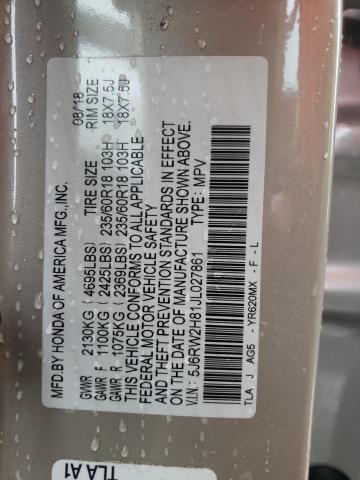 MFD.BY HONDA OF AMERICA MFG.,INC. 08/18
TIRE SIZE RIM SIZE
GVWR 2130KG (4695LBS) 235/60R18 103H 18X7.5J
GAWR F 1100KG (2425LBS) 235/60R18 103H 18X7.5J
GAWR R 1075KG (2369LBS)
THIS VEHICLE CONFORMS TO ALL APPLICABLE
FEDERAL MOTOR VEHICLE SAFETY
AND THEFT PREVENTION STANDARDS IN EFFECT
ON THE DATE OF MANUFACTURE SHOWN ABOVE.
V.I.N.: 5J6RW2H81JL027861 TYPE: MPV
TLA J AG5 - YR620MX - F - L
TLA A1